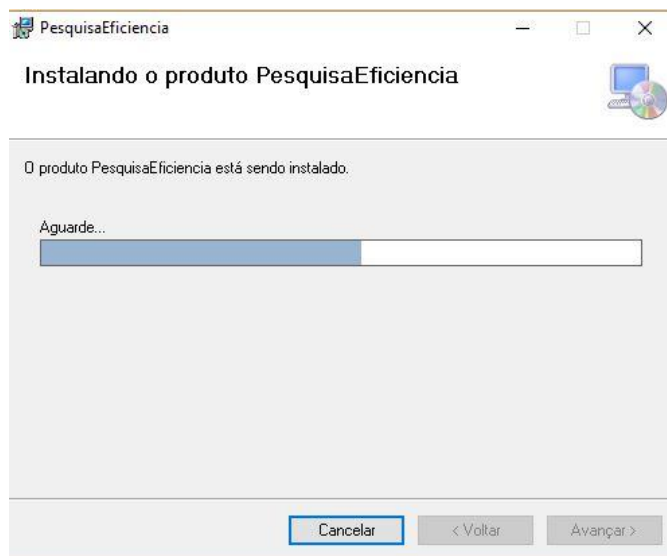 PesquisaEficiencia
Instalando o produto PesquisaEficiencia
O produto PesquisaEficiencia está sendo instalado.
Aguarde...
Cancelar < Voltar Avançar >